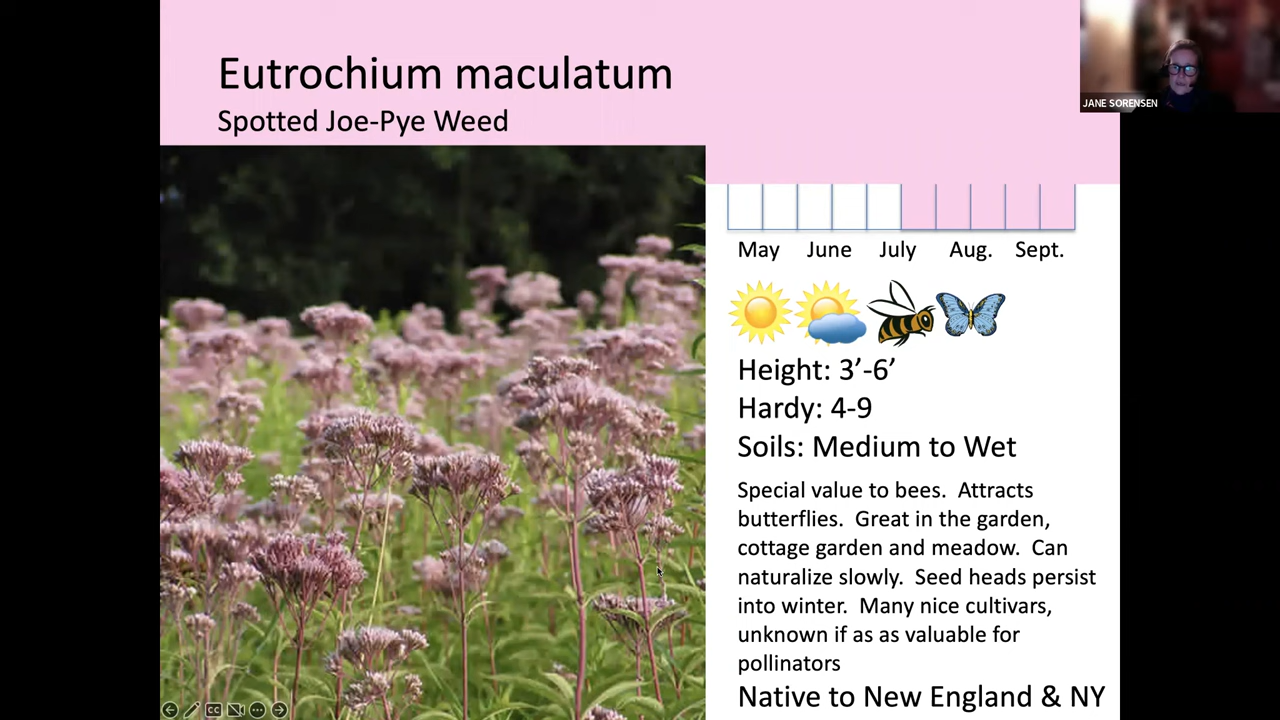 Eutrochium maculatum
Spotted Joe-Pye Weed
JANE SORENSEN
May June July Aug. Sept.
Height: 3’-6’
Hardy: 4-9
Soils: Medium to Wet
Special value to bees. Attracts
butterflies. Great in the garden,
cottage garden and meadow. Can
naturalize slowly. Seed heads persist
into winter. Many nice cultivars,
unknown if as as valuable for
pollinators
Native to New England & NY
CC